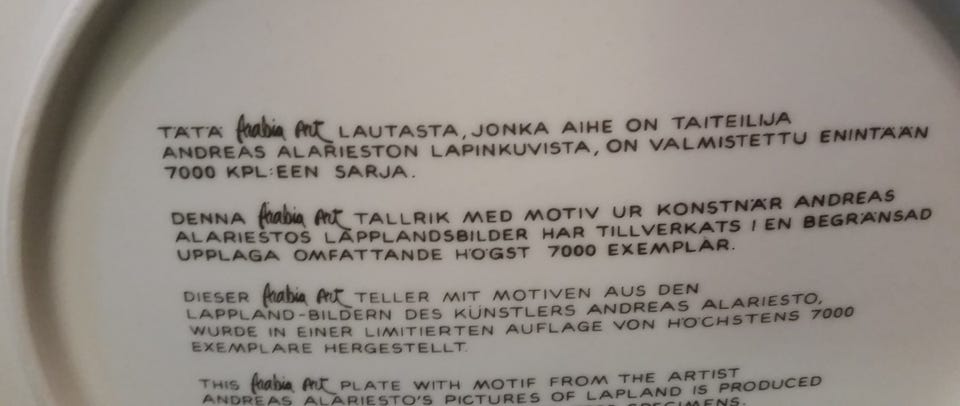 TÄTÄ Arabia Art LAUTASTA, JONKA AIHE ON TAITEILIJA
ANDREAS ALARIESTON LAPINKUVISTA, ON VALMISTETTU ENINTÄÄN
7000 KPL:EEN SARJA.
DENNA Arabia Art TALLRIK MED MOTIV UR KONSTNÄR ANDREAS
ALARIESTOS LAPPLANDSBILDER HAR TILLVERKATS I EN BEGRÄNSAD
UPPLAGA OMFATTANDE HÖGST 7000 EXEMPLAR.
DIESER Arabia Art TELLER MIT MOTIVEN AUS DEN
LAPPLAND-BILDERN DES KÜNSTLERS ANDREAS ALARIESTO,
WURDE IN EINER LIMITIERTEN AUFLAGE VON HÖCHSTENS 7000
EXEMPLARE HERGESTELLT.
THIS Arabia Art PLATE WITH MOTIF FROM THE ARTIST
ANDREAS ALARIESTO'S PICTURES OF LAPLAND IS PRODUCED
SPECIMENS.